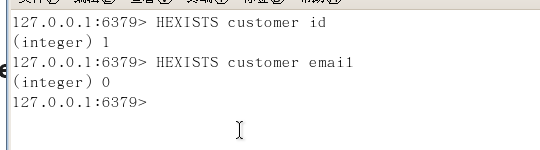 127.0.0.1:6379> HEXISTS customer id
(integer) 1
127.0.0.1:6379> HEXISTS customer email
(integer) 0
127.0.0.1:6379>